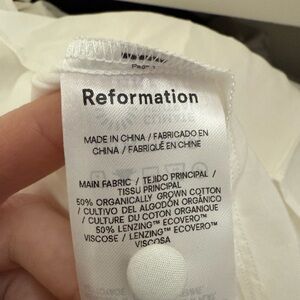 Reformation
MADE IN CHINA / FABRICADO EN
CHINA / FABRIQUÉ EN CHINE
MAIN FABRIC / TEJIDO PRINCIPAL /
TISSU PRINCIPAL
50% ORGANICALLY GROWN COTTON
/ CULTIVO DEL ALGODÓN ORGÁNICO
/ CULTURE DU COTON ORGANIQUE
50% LENZING™ ECOVERO™
VISCOSE / LENZING™ ECOVERO™
VISCOSA